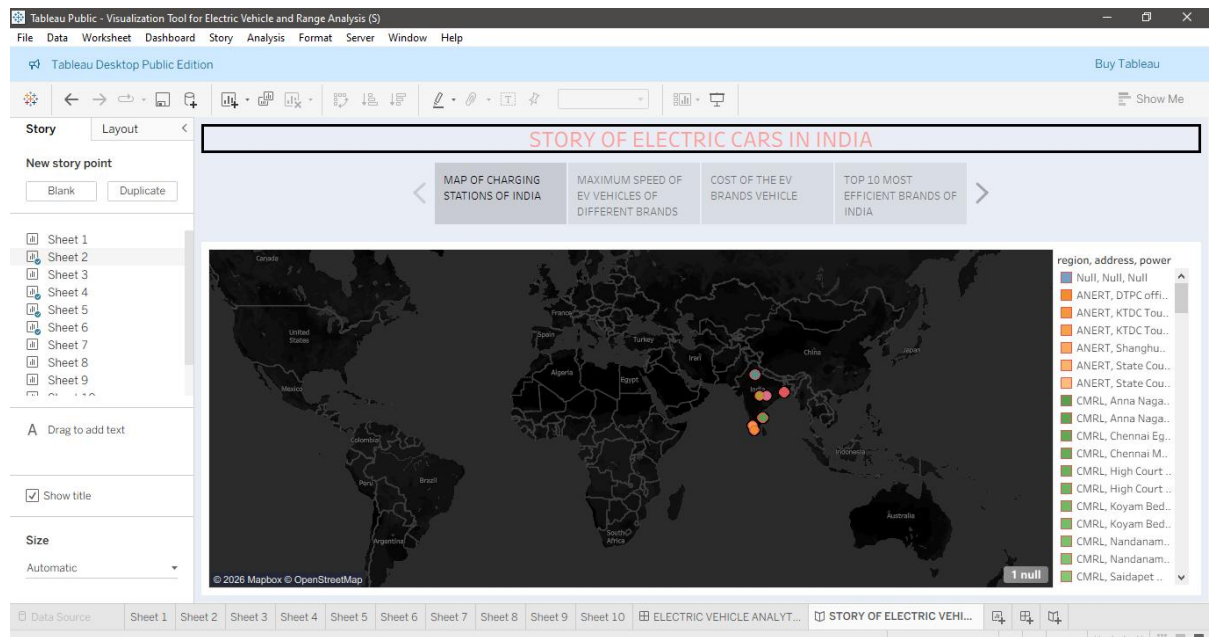 Tableau Public - Visualization Tool for Electric Vehicle and Range Analysis (S)
File Data Worksheet Dashboard Story Analysis Format Server Window Help
Tableau Desktop Public Edition
Buy Tableau
Show Me
Story Layout
New story point
Blank Duplicate
Sheet 1
Sheet 2
Sheet 3
Sheet 4
Sheet 5
Sheet 6
Sheet 7
Sheet 8
Sheet 9
A Drag to add text
Show title
Size
Automatic
STORY OF ELECTRIC CARS IN INDIA
MAP OF CHARGING
STATIONS OF INDIA
MAXIMUM SPEED OF
EV VEHICLES OF
DIFFERENT BRANDS
COST OF THE EV
BRANDS VEHICLE
TOP 10 MOST
EFFICIENT BRANDS OF
INDIA
Canada
United
States
Mexico
Colombia
Peru
Brazil
Argentina
France
Spain
Turkey
Iran
Algeria
Egypt
China
Japan
India
Indonesia
South
Africa
Australia
© 2026 Mapbox © OpenStreetMap
1 null
region, address, power
Null, Null, Null
ANERT, DTPC offi..
ANERT, KTDC Tou..
ANERT, KTDC Tou..
ANERT, Shanghu..
ANERT, State Cou..
ANERT, State Cou..
CMRL, Anna Naga..
CMRL, Anna Naga..
CMRL, Chennai Eg..
CMRL, Chennai M..
CMRL, High Court ..
CMRL, High Court ..
CMRL, Koyam Bed..
CMRL, Koyam Bed..
CMRL, Nandanam..
CMRL, Nandanam..
CMRL, Saidapet ..
Data Source Sheet 1 Sheet 2 Sheet 3 Sheet 4 Sheet 5 Sheet 6 Sheet 7 Sheet 8 Sheet 9 Sheet 10 ELECTRIC VEHICLE ANALYT... STORY OF ELECTRIC VEHI...